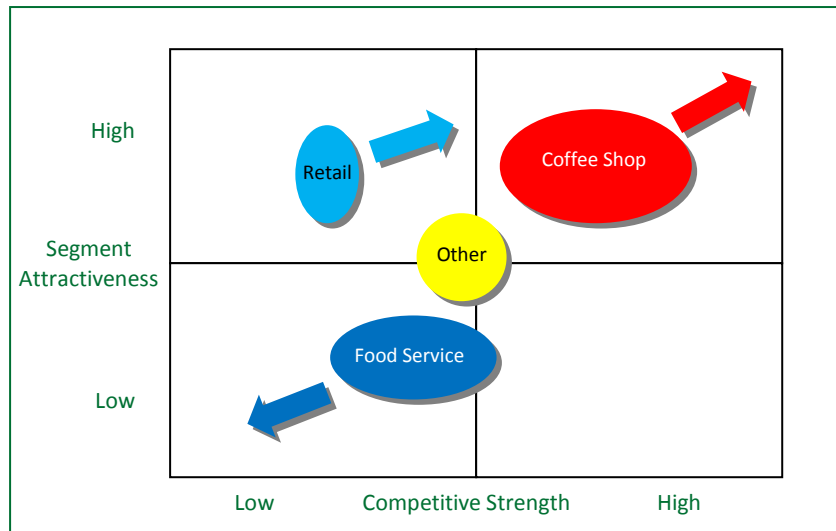 High
Coffee Shop
Retail
Segment
Attractiveness
Other
Food Service
Low
Low
Competitive Strength
High